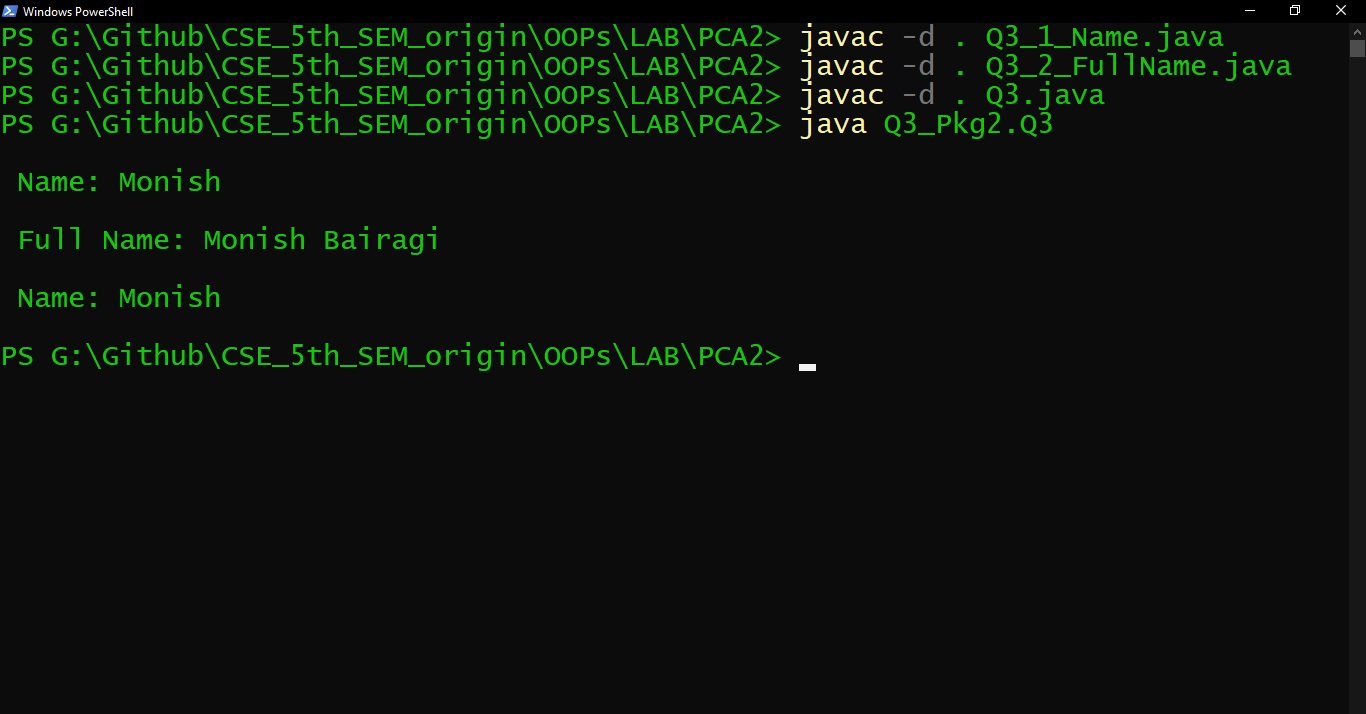 Windows PowerShell
PS G:\Github\CSE_5th_SEM_origin\OOPs\LAB\PCA2> javac -d . Q3_1_Name.java
PS G:\Github\CSE_5th_SEM_origin\OOPs\LAB\PCA2> javac -d . Q3_2_FullName.java
PS G:\Github\CSE_5th_SEM_origin\OOPs\LAB\PCA2> javac -d . Q3.java
PS G:\Github\CSE_5th_SEM_origin\OOPs\LAB\PCA2> java Q3_Pkg2.Q3
Name: Monish
Full Name: Monish Bairagi
Name: Monish
PS G:\Github\CSE_5th_SEM_origin\OOPs\LAB\PCA2>